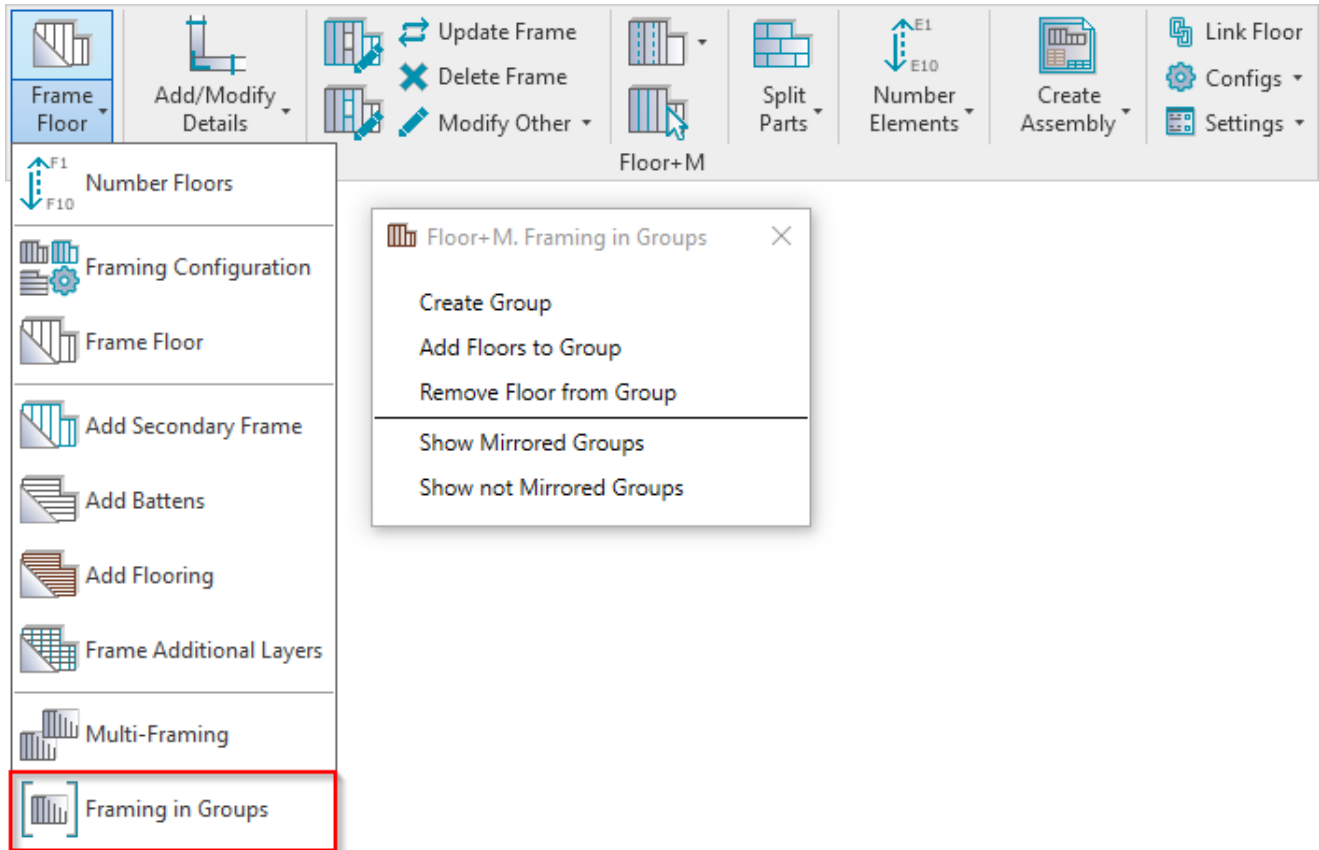 Frame
Floor
Add/Modify
Details
Update Frame
Delete Frame
Modify Other
Split
Parts
E1
E10
Number
Elements
Create
Assembly
Link Floor
Configs
Settings
Floor+M
F1
F10
Number Floors
Framing Configuration
Frame Floor
Add Secondary Frame
Add Battens
Add Flooring
Frame Additional Layers
Multi-Framing
Framing in Groups
Floor+M. Framing in Groups
Create Group
Add Floors to Group
Remove Floor from Group
Show Mirrored Groups
Show not Mirrored Groups